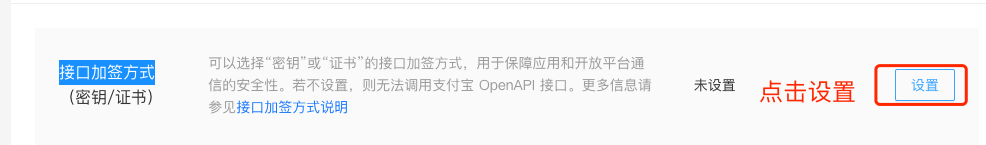 接口加签方式
（密钥/证书）
可以选择“密钥”或“证书”的接口加签方式，用于保障应用和开放平台通
信的安全性。若不设置，则无法调用支付宝 OpenAPI 接口。更多信息请
参见接口加签方式说明
未设置
点击设置
设置